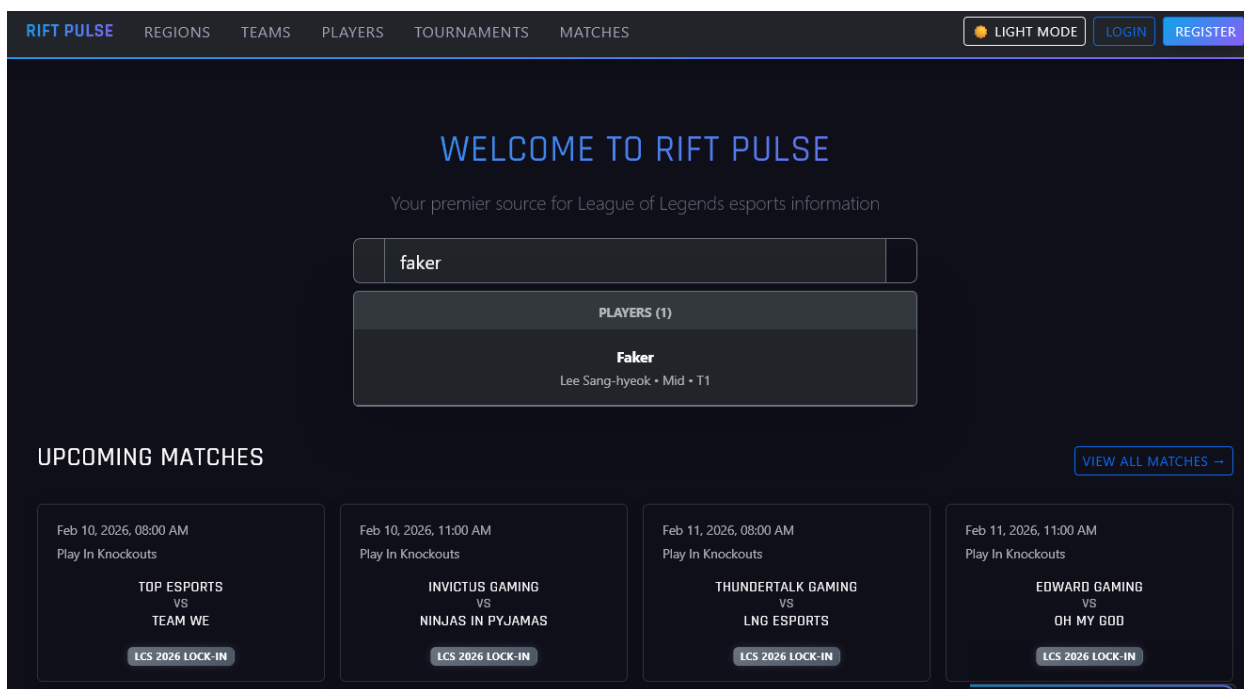 RIFT PULSE REGIONS TEAMS PLAYERS TOURNAMENTS MATCHES LIGHT MODE LOGIN REGISTER
WELCOME TO RIFT PULSE
Your premier source for League of Legends esports information
faker
PLAYERS (1)
Faker
Lee Sang-hyeok • Mid • T1
UPCOMING MATCHES
VIEW ALL MATCHES →
Feb 10, 2026, 08:00 AM
Play In Knockouts
TOP ESPORTS
VS
TEAM WE
LCS 2026 LOCK-IN
Feb 10, 2026, 11:00 AM
Play In Knockouts
INVICTUS GAMING
VS
NINJAS IN PYJAMAS
LCS 2026 LOCK-IN
Feb 11, 2026, 08:00 AM
Play In Knockouts
THUNDERTALK GAMING
VS
LNG ESPORTS
LCS 2026 LOCK-IN
Feb 11, 2026, 11:00 AM
Play In Knockouts
EDWARD GAMING
VS
OH MY GOD
LCS 2026 LOCK-IN